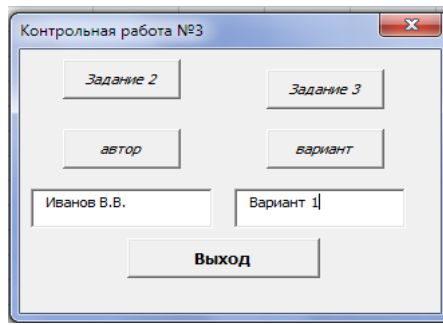 Контрольная работа №3
Задание 2
Задание 3
автор
вариант
Иванов В.В.
Вариант 1
Выход